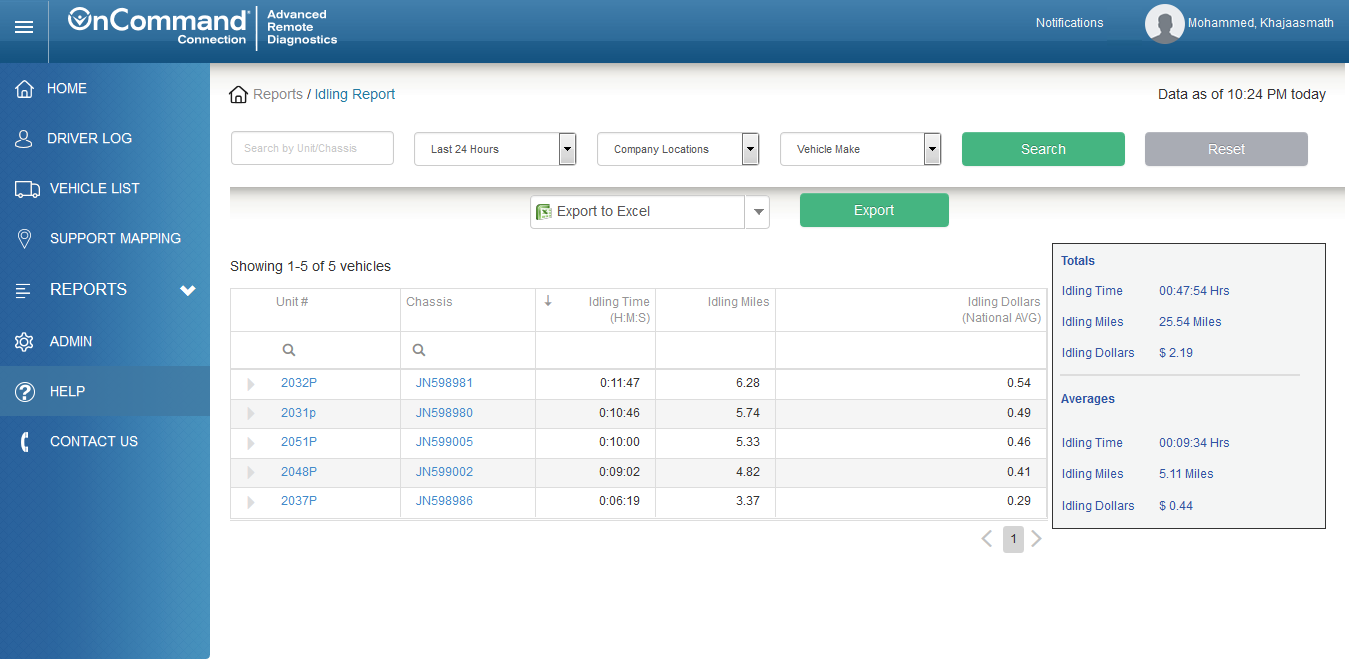 OnCommand
Connection
Advanced
Remote
Diagnostics
Notifications
Mohammed, Khajaasmath
HOME
DRIVER LOG
VEHICLE LIST
SUPPORT MAPPING
REPORTS
ADMIN
HELP
CONTACT US
Reports / Idling Report
Data as of 10:24 PM today
Search by Unit/Chassis
Last 24 Hours
Company Locations
Vehicle Make
Search
Reset
Export to Excel
Export
Showing 1-5 of 5 vehicles
Unit # Chassis Idling Time Idling Miles Idling Dollars
(H:M:S) (National AVG)
2032P JN598981 0:11:47 6.28 0.54
2031p JN598980 0:10:46 5.74 0.49
2051P JN599005 0:10:00 5.33 0.46
2048P JN599002 0:09:02 4.82 0.41
2037P JN598986 0:06:19 3.37 0.29
1
Totals
Idling Time 00:47:54 Hrs
Idling Miles 25.54 Miles
Idling Dollars $ 2.19
Averages
Idling Time 00:09:34 Hrs
Idling Miles 5.11 Miles
Idling Dollars $ 0.44